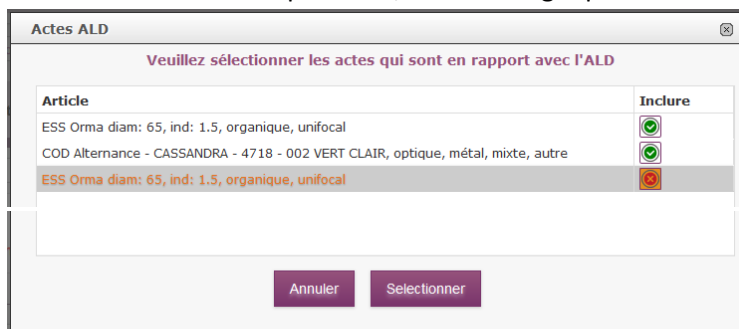 Actes ALD
Veuillez sélectionner les actes qui sont en rapport avec l'ALD
Article Inclure
ESS Orma diam: 65, ind: 1.5, organique, unifocal
COD Alternance - CASSANDRA - 4718 - 002 VERT CLAIR, optique, métal, mixte, autre
ESS Orma diam: 65, ind: 1.5, organique, unifocal
Annuler Selectionner